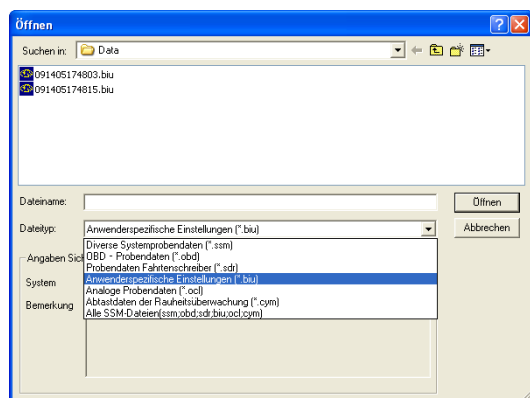 Öffnen
Suchen in: Data
091405174803.biu
091405174815.biu
Dateiname: Öffnen
Dateityp: Anwenderspezifische Einstellungen (*.biu) Abbrechen
Diverse Systemprobendaten (*.ssm)
OBD - Probendaten (*.obd)
Probendaten Fahrtenschreiber (*.sdr)
Angaben Sich
Anwenderspezifische Einstellungen (*.biu)
System
Analoge Probendaten (*.ocl)
Abtastdaten der Rauheitsüberwachung (*.cym)
Bemerkung
Alle SSM-Dateien(ssm;obd;sdr;biu;ocl;cym)